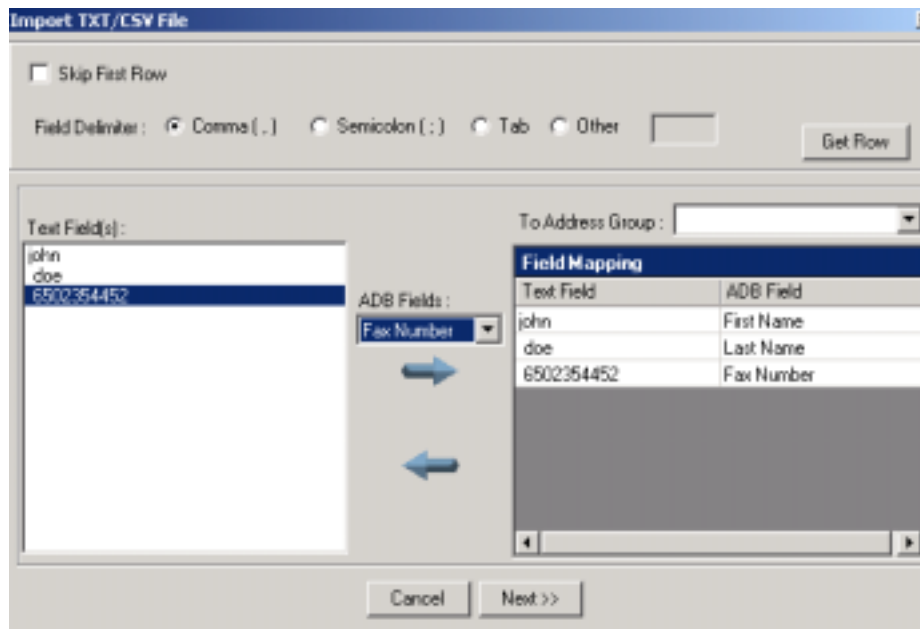 Import TXT/CSV File
Skip First Row
Field Delimiter : Comma ( , ) Semicolon ( ; ) Tab Other
Get Row
Text Field(s) :
john
doe
6502354452
ADB Fields :
Fax Number
To Address Group :
Field Mapping
Text Field ADB Field
john First Name
doe Last Name
6502354452 Fax Number
Cancel Next >>